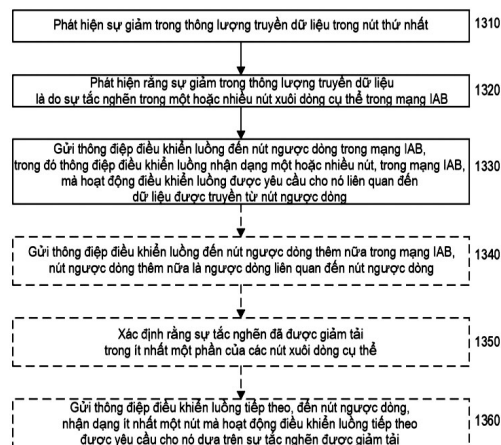 Phát hiện sự giảm trong thông lượng truyền dữ liệu trong nút thứ nhất
1310
Phát hiện rằng sự giảm trong thông lượng truyền dữ liệu
là do sự tắc nghẽn trong một hoặc nhiều nút xuôi dòng cụ thể trong mạng IAB
1320
Gửi thông điệp điều khiển luồng đến nút ngược dòng trong mạng IAB,
trong đó thông điệp điều khiển luồng nhận dạng một hoặc nhiều nút, trong mạng IAB,
mà hoạt động điều khiển luồng được yêu cầu cho nó liên quan đến
dữ liệu được truyền từ nút ngược dòng
1330
Gửi thông điệp điều khiển luồng đến nút ngược dòng thêm nữa trong mạng IAB,
nút ngược dòng thêm nữa là ngược dòng liên quan đến nút ngược dòng
1340
Xác định rằng sự tắc nghẽn đã được giảm tải
trong ít nhất một phần của các nút xuôi dòng cụ thể
1350
Gửi thông điệp điều khiển luồng tiếp theo, đến nút ngược dòng,
nhận dạng ít nhất một nút mà hoạt động điều khiển luồng tiếp theo
được yêu cầu cho nó dựa trên sự tắc nghẽn được giảm tải
1360